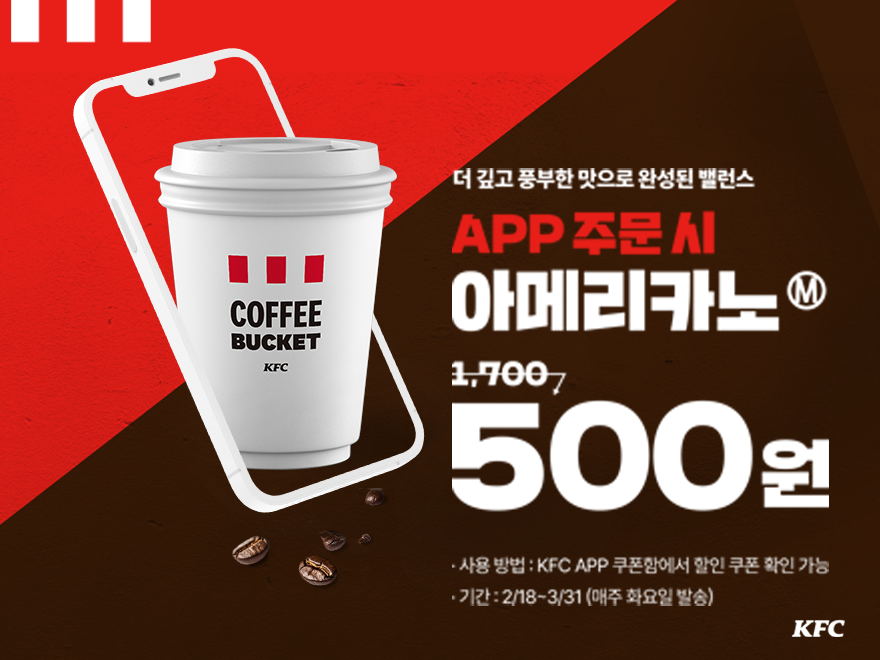 COFFEE
BUCKET
KFC
더 깊고 풍부한 맛으로 완성된 밸런스
APP 주문 시
아메리카노 Ⓜ
1,700
500원
· 사용 방법 : KFC APP 쿠폰함에서 할인 쿠폰 확인 가능
· 기간 : 2/18~3/31 (매주 화요일 발송)
KFC